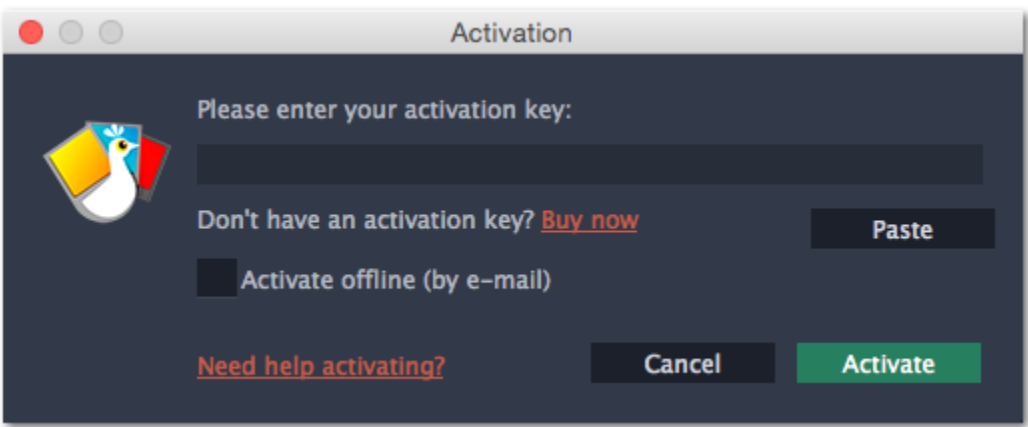 Activation
Please enter your activation key:
Don't have an activation key? Buy now
Paste
Activate offline (by e-mail)
Need help activating?
Cancel
Activate